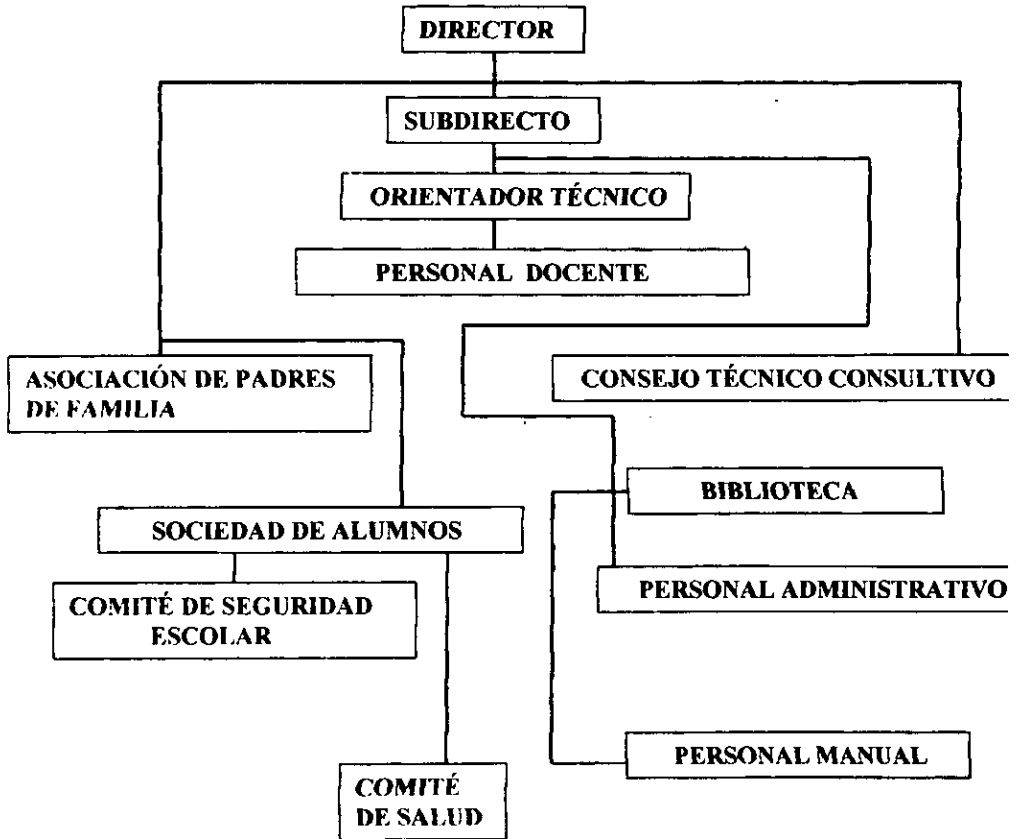 DIRECTOR
SUBDIRECTO
ORIENTADOR TÉCNICO
PERSONAL DOCENTE
ASOCIACIÓN DE PADRES
DE FAMILIA
CONSEJO TÉCNICO CONSULTIVO
BIBLIOTECA
SOCIEDAD DE ALUMNOS
PERSONAL ADMINISTRATIVO
COMITÉ DE SEGURIDAD
ESCOLAR
PERSONAL MANUAL
COMITÉ
DE SALUD